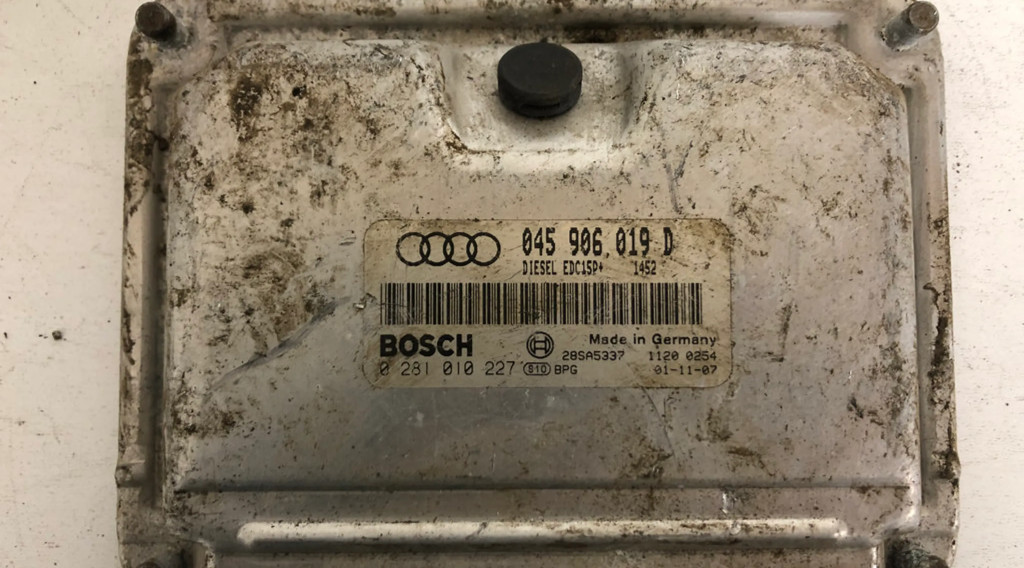 045 906 019 D
DIESEL EDC15P+ 1452
BOSCH
Made in Germany
28SA5337 1120 0254
0 281 010 227 810 BPG 01-11-07